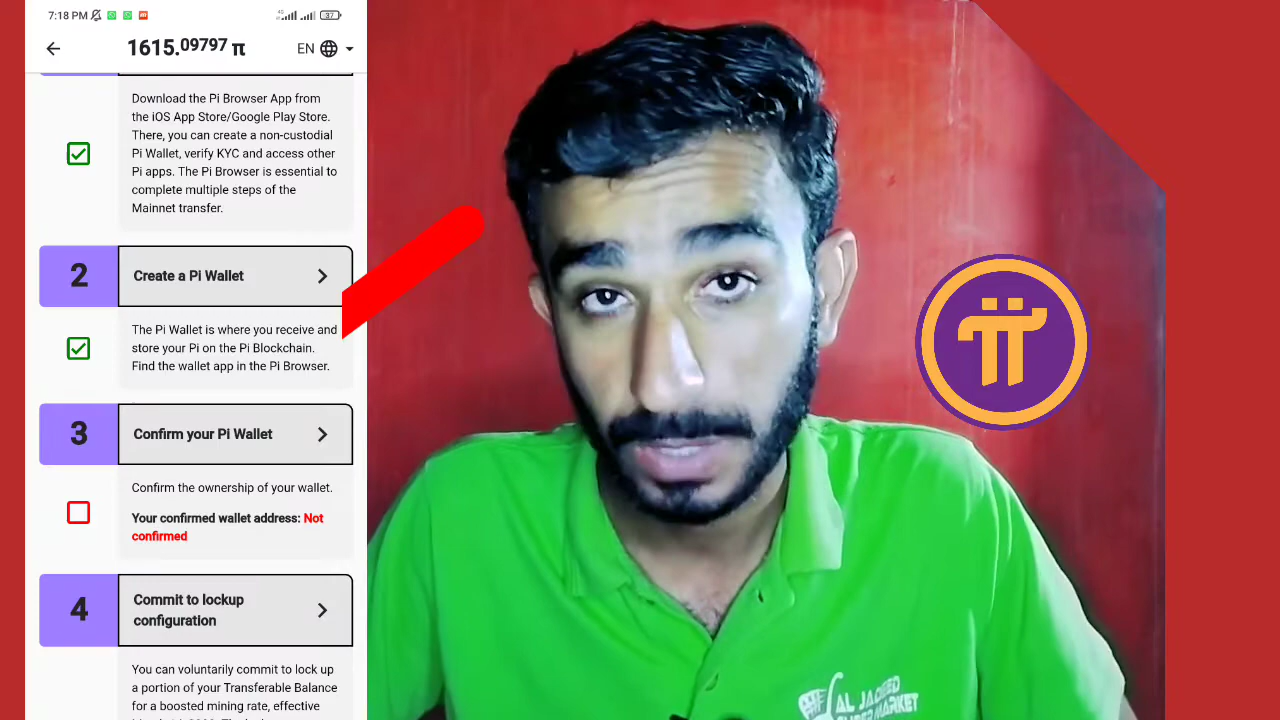 7:18 PM
4G
37
1615.09797 π
EN
Download the Pi Browser App from
the iOS App Store/Google Play Store.
There, you can create a non-custodial
Pi Wallet, verify KYC and access other
Pi apps. The Pi Browser is essential to
complete multiple steps of the
Mainnet transfer.
2
Create a Pi Wallet
The Pi Wallet is where you receive and
store your Pi on the Pi Blockchain.
Find the wallet app in the Pi Browser.
3
Confirm your Pi Wallet
Confirm the ownership of your wallet.
Your confirmed wallet address: Not
confirmed
4
Commit to lockup
configuration
You can voluntarily commit to lock up
a portion of your Transferable Balance
for a boosted mining rate, effective
AL JADEED
MARKET